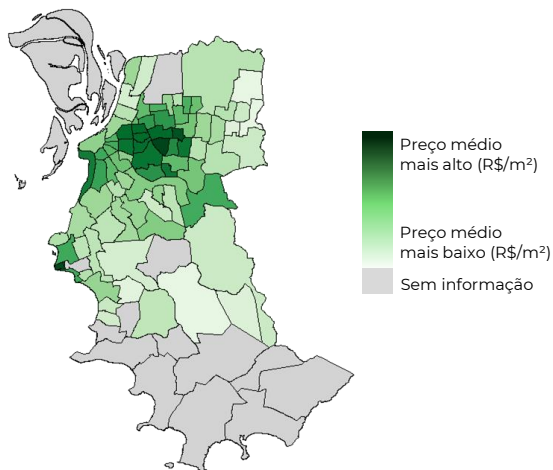 Preço médio
mais alto (R$/m²)
Preço médio
mais baixo (R$/m²)
Sem informação